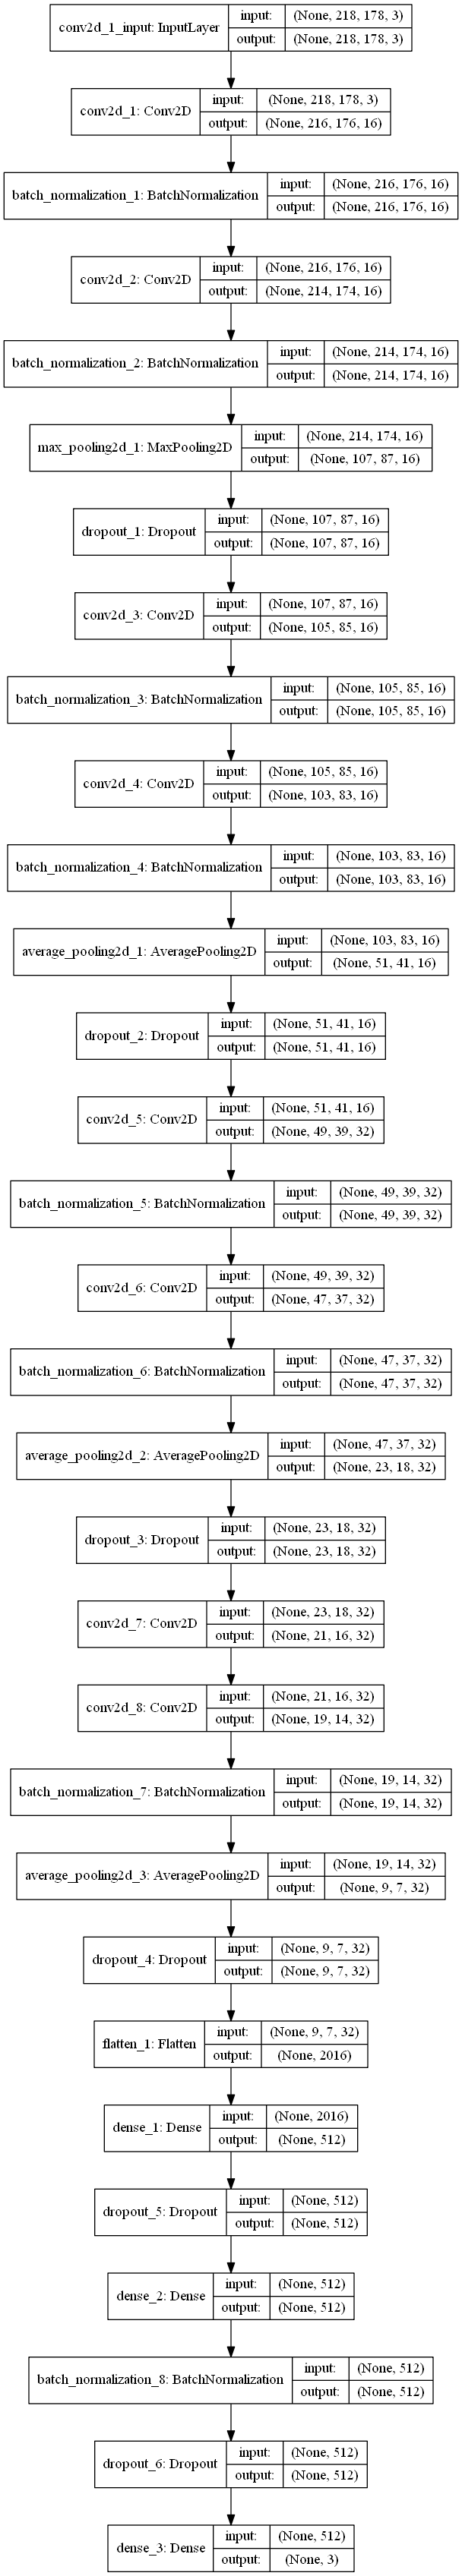 conv2d_1_input: InputLayer
input: (None, 218, 178, 3)
output: (None, 218, 178, 3)
conv2d_1: Conv2D
input: (None, 218, 178, 3)
output: (None, 216, 176, 16)
batch_normalization_1: BatchNormalization
input: (None, 216, 176, 16)
output: (None, 216, 176, 16)
conv2d_2: Conv2D
input: (None, 216, 176, 16)
output: (None, 214, 174, 16)
batch_normalization_2: BatchNormalization
input: (None, 214, 174, 16)
output: (None, 214, 174, 16)
max_pooling2d_1: MaxPooling2D
input: (None, 214, 174, 16)
output: (None, 107, 87, 16)
dropout_1: Dropout
input: (None, 107, 87, 16)
output: (None, 107, 87, 16)
conv2d_3: Conv2D
input: (None, 107, 87, 16)
output: (None, 105, 85, 16)
batch_normalization_3: BatchNormalization
input: (None, 105, 85, 16)
output: (None, 105, 85, 16)
conv2d_4: Conv2D
input: (None, 105, 85, 16)
output: (None, 103, 83, 16)
batch_normalization_4: BatchNormalization
input: (None, 103, 83, 16)
output: (None, 103, 83, 16)
average_pooling2d_1: AveragePooling2D
input: (None, 103, 83, 16)
output: (None, 51, 41, 16)
dropout_2: Dropout
input: (None, 51, 41, 16)
output: (None, 51, 41, 16)
conv2d_5: Conv2D
input: (None, 51, 41, 16)
output: (None, 49, 39, 32)
batch_normalization_5: BatchNormalization
input: (None, 49, 39, 32)
output: (None, 49, 39, 32)
conv2d_6: Conv2D
input: (None, 49, 39, 32)
output: (None, 47, 37, 32)
batch_normalization_6: BatchNormalization
input: (None, 47, 37, 32)
output: (None, 47, 37, 32)
average_pooling2d_2: AveragePooling2D
input: (None, 47, 37, 32)
output: (None, 23, 18, 32)
dropout_3: Dropout
input: (None, 23, 18, 32)
output: (None, 23, 18, 32)
conv2d_7: Conv2D
input: (None, 23, 18, 32)
output: (None, 21, 16, 32)
conv2d_8: Conv2D
input: (None, 21, 16, 32)
output: (None, 19, 14, 32)
batch_normalization_7: BatchNormalization
input: (None, 19, 14, 32)
output: (None, 19, 14, 32)
average_pooling2d_3: AveragePooling2D
input: (None, 19, 14, 32)
output: (None, 9, 7, 32)
dropout_4: Dropout
input: (None, 9, 7, 32)
output: (None, 9, 7, 32)
flatten_1: Flatten
input: (None, 9, 7, 32)
output: (None, 2016)
dense_1: Dense
input: (None, 2016)
output: (None, 512)
dropout_5: Dropout
input: (None, 512)
output: (None, 512)
dense_2: Dense
input: (None, 512)
output: (None, 512)
batch_normalization_8: BatchNormalization
input: (None, 512)
output: (None, 512)
dropout_6: Dropout
input: (None, 512)
output: (None, 512)
dense_3: Dense
input: (None, 512)
output: (None, 3)